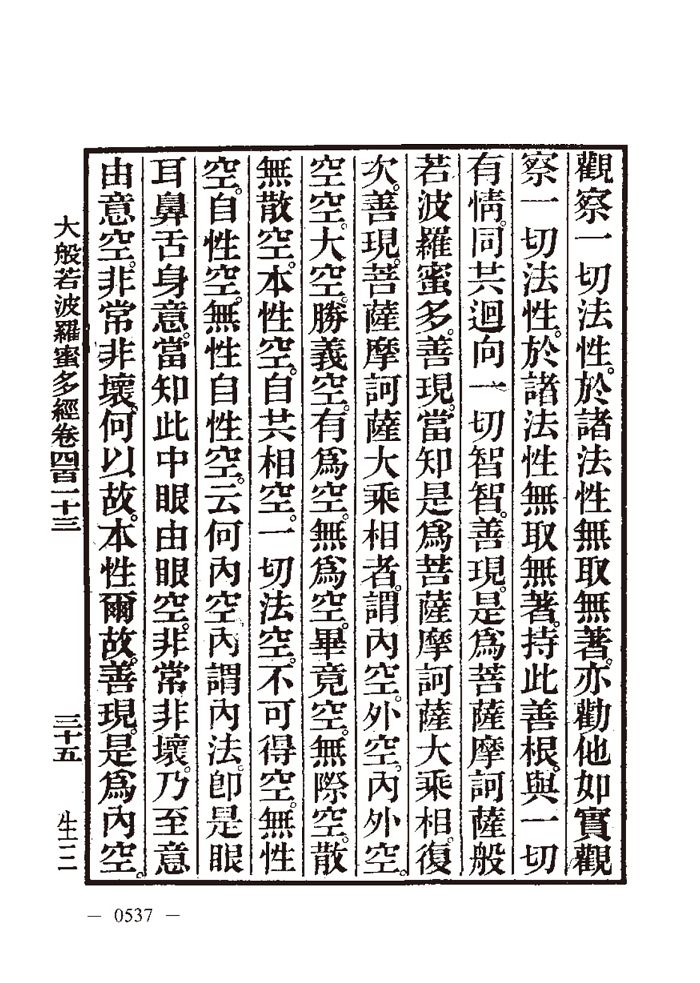 觀察一切法性。於諸法性無取無著。亦勸他如實觀
察一切法性。於諸法性無取無著。持此善根。與一切
有情。同共迴向一切智智。善現。是爲菩薩摩訶薩般
若波羅蜜多。善現。當知是爲菩薩摩訶薩大乘相。復
次。善現。菩薩摩訶薩大乘相者。謂內空。外空。內外空。
空空。大空。勝義空。有爲空。無爲空。畢竟空。無際空。散
無散空。本性空。自共相空。一切法空。不可得空。無性
空。自性空。無性自性空。云何內空。內謂內法。卽是眼
耳鼻舌身意。當知此中眼由眼空。非常非壞。乃至意
由意空。非常非壞。何以故。本性爾故。善現。是爲內空。
大般若波羅蜜多經卷四百一十三 三十五 生三
— 0537 —